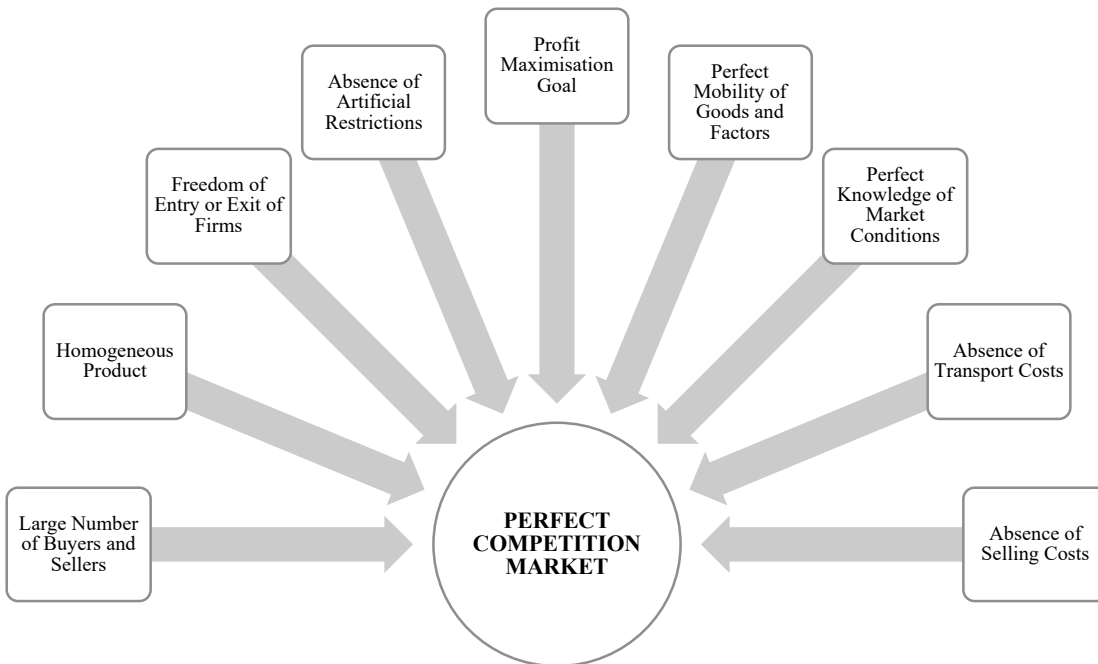 Profit
Maximisation
Goal
Absence of
Artificial
Restrictions
Perfect
Mobility of
Goods and
Factors
Freedom of
Entry or Exit of
Firms
Perfect
Knowledge of
Market
Conditions
Homogeneous
Product
Absence of
Transport Costs
Large Number
of Buyers and
Sellers
PERFECT
COMPETITION
MARKET
Absence of
Selling Costs